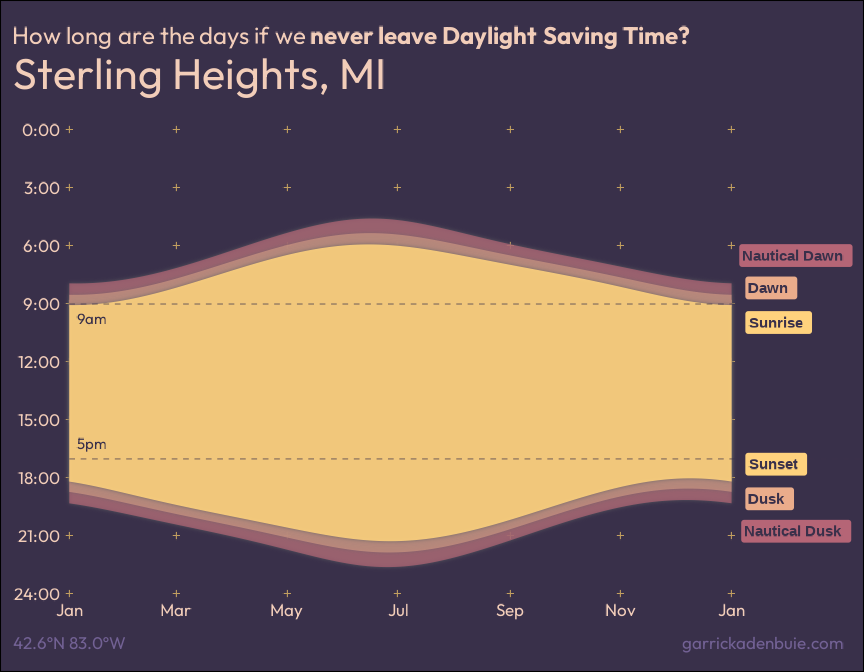 How long are the days if we never leave Daylight Saving Time?
Sterling Heights, MI
0:00
3:00
6:00
Nautical Dawn
Dawn
9:00
9am
Sunrise
12:00
15:00
5pm
Sunset
18:00
Dusk
21:00
Nautical Dusk
24:00
Jan Mar May Jul Sep Nov Jan
42.6°N 83.0°W
garrickadenbuie.com